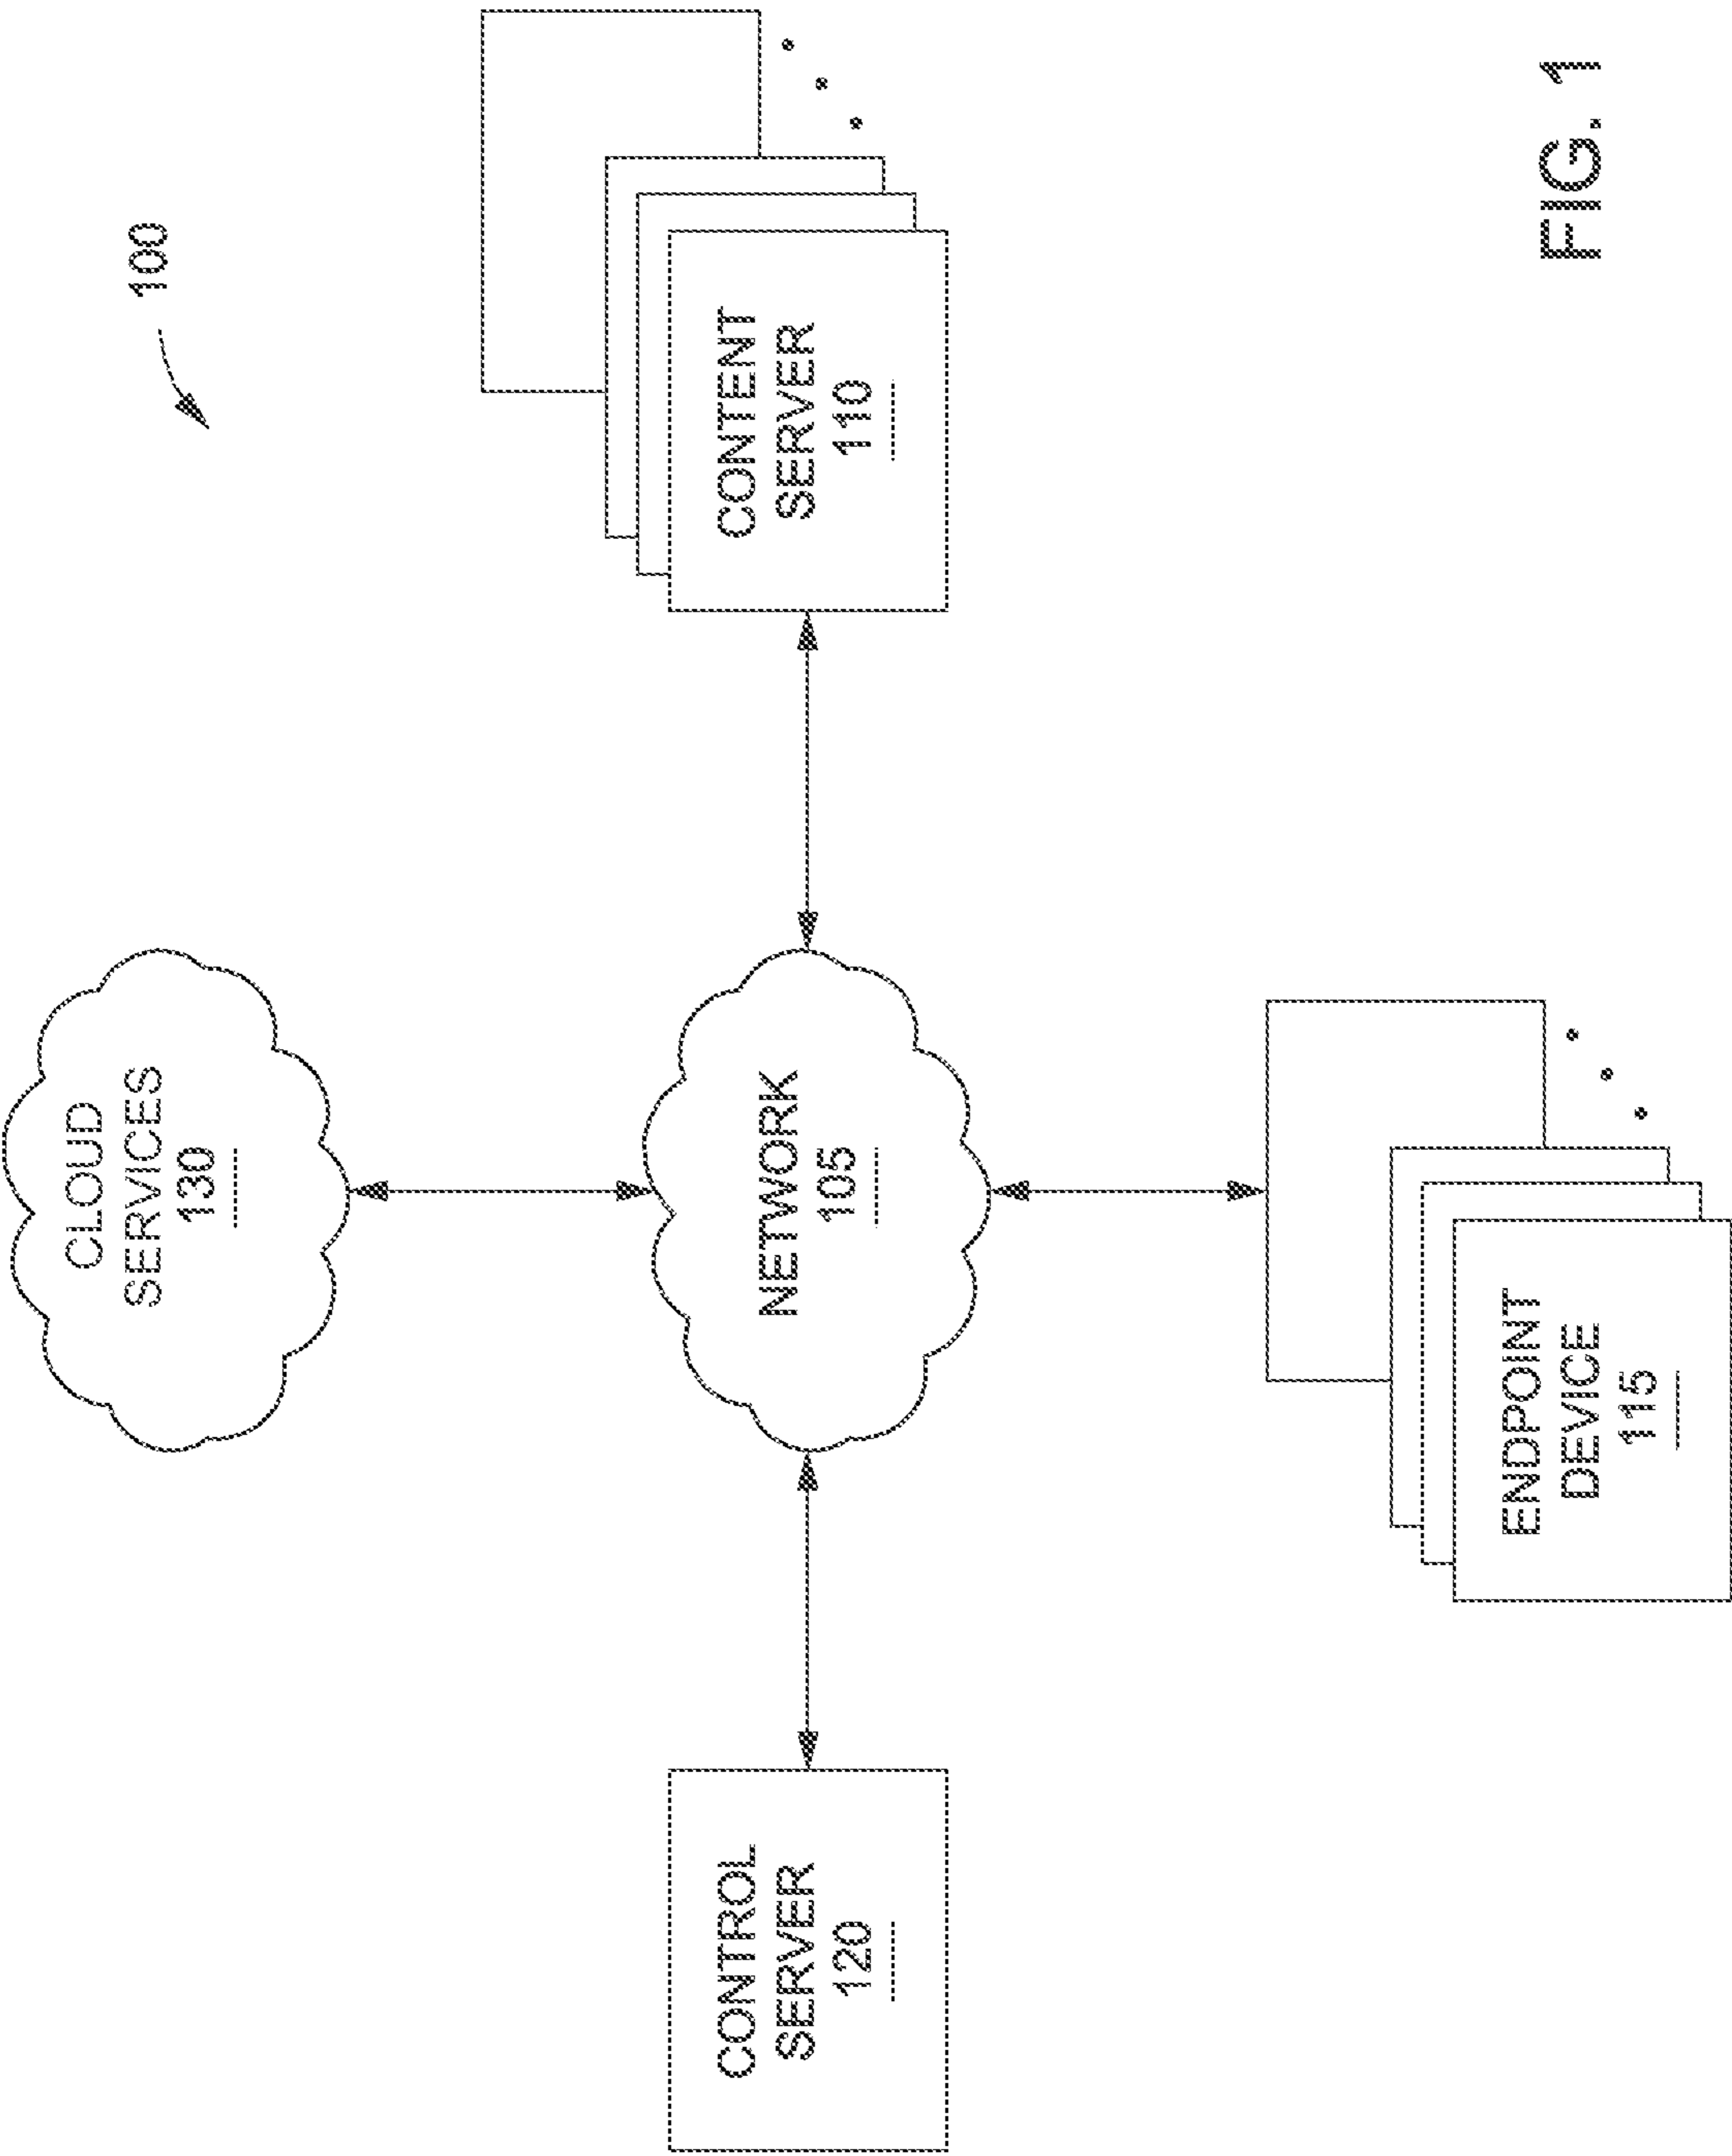 100
CLOUD
SERVICES
130
CONTROL
SERVER
120
NETWORK
105
CONTENT
SERVER
110
ENDPOINT
DEVICE
115
FIG. 1